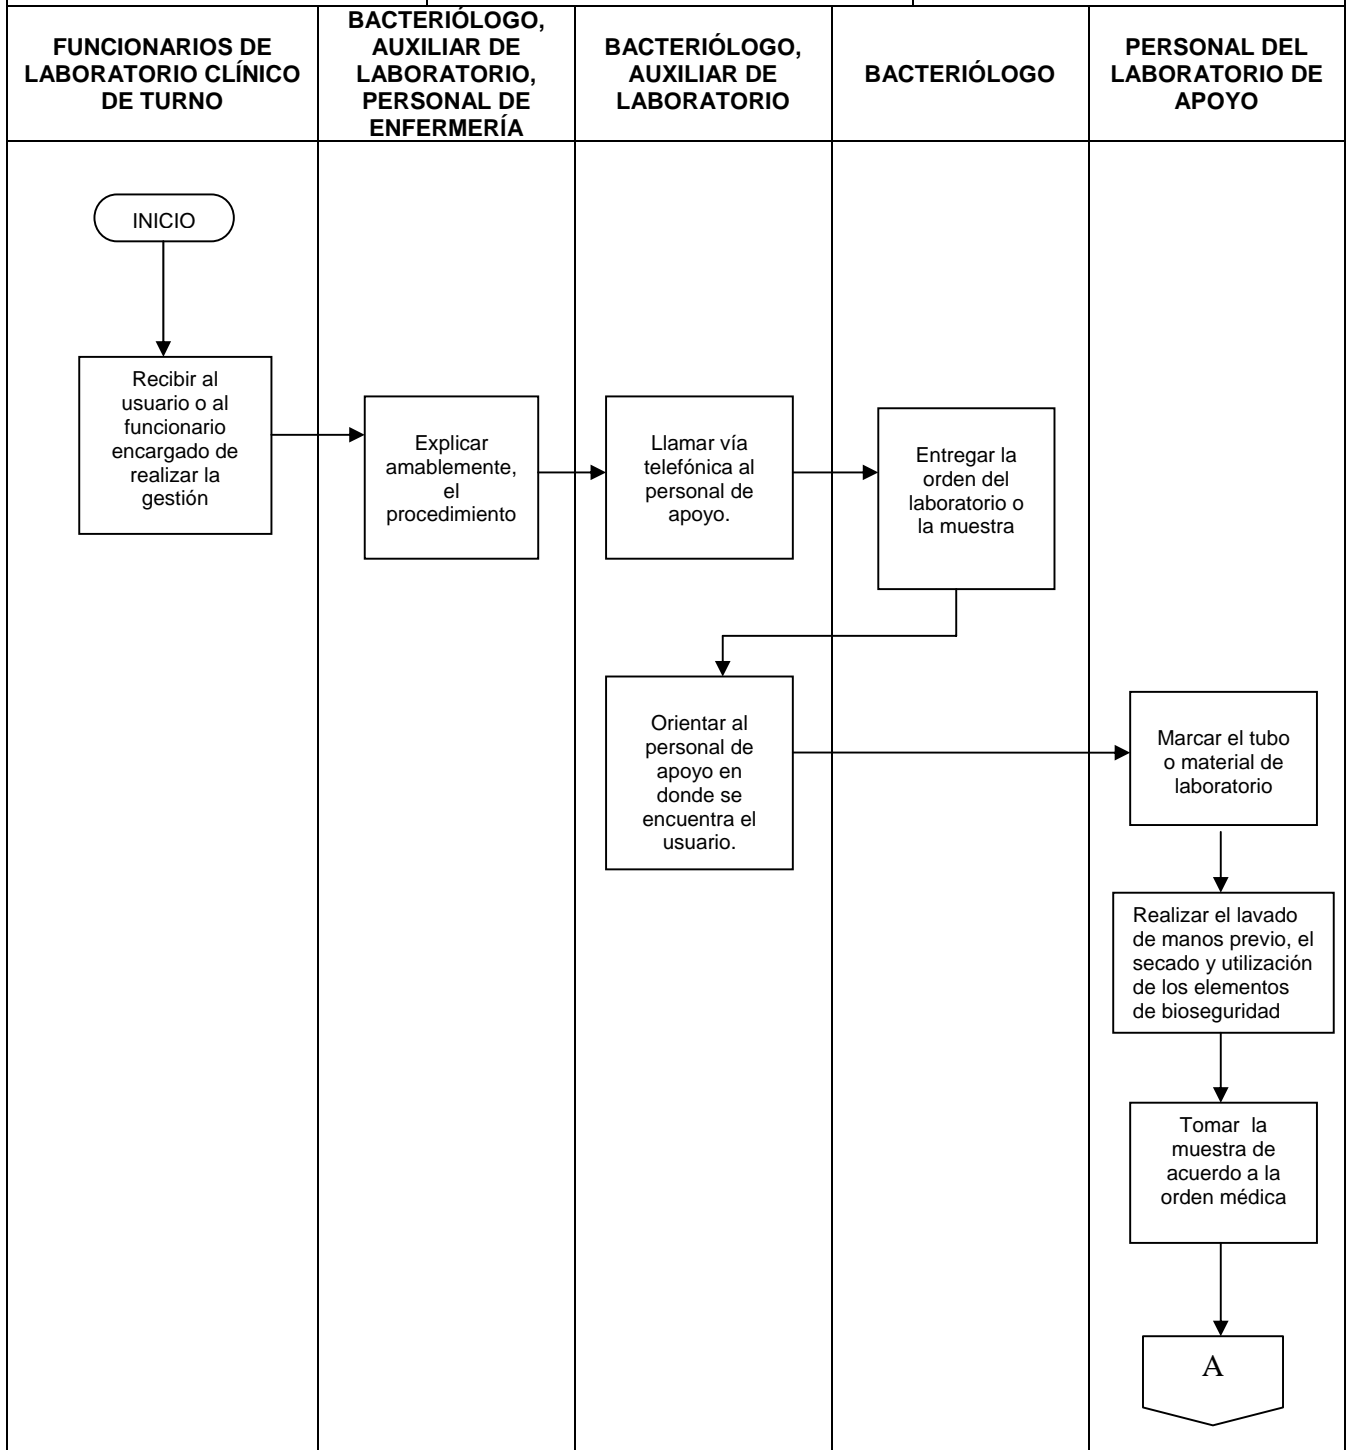 FUNCIONARIOS DE
LABORATORIO CLÍNICO
DE TURNO
BACTERIÓLOGO,
AUXILIAR DE
LABORATORIO,
PERSONAL DE
ENFERMERÍA
BACTERIÓLOGO,
AUXILIAR DE
LABORATORIO
BACTERIÓLOGO
PERSONAL DEL
LABORATORIO DE
APOYO
INICIO
Recibir al
usuario o al
funcionario
encargado de
realizar la
gestión
Explicar
amablemente,
el
procedimiento
Llamar vía
telefónica al
personal de
apoyo.
Entregar la
orden del
laboratorio o
la muestra
Orientar al
personal de
apoyo en
donde se
encuentra el
usuario.
Marcar el tubo
o material de
laboratorio
Realizar el lavado
de manos previo, el
secado y utilización
de los elementos
de bioseguridad
Tomar la
muestra de
acuerdo a la
orden médica
A